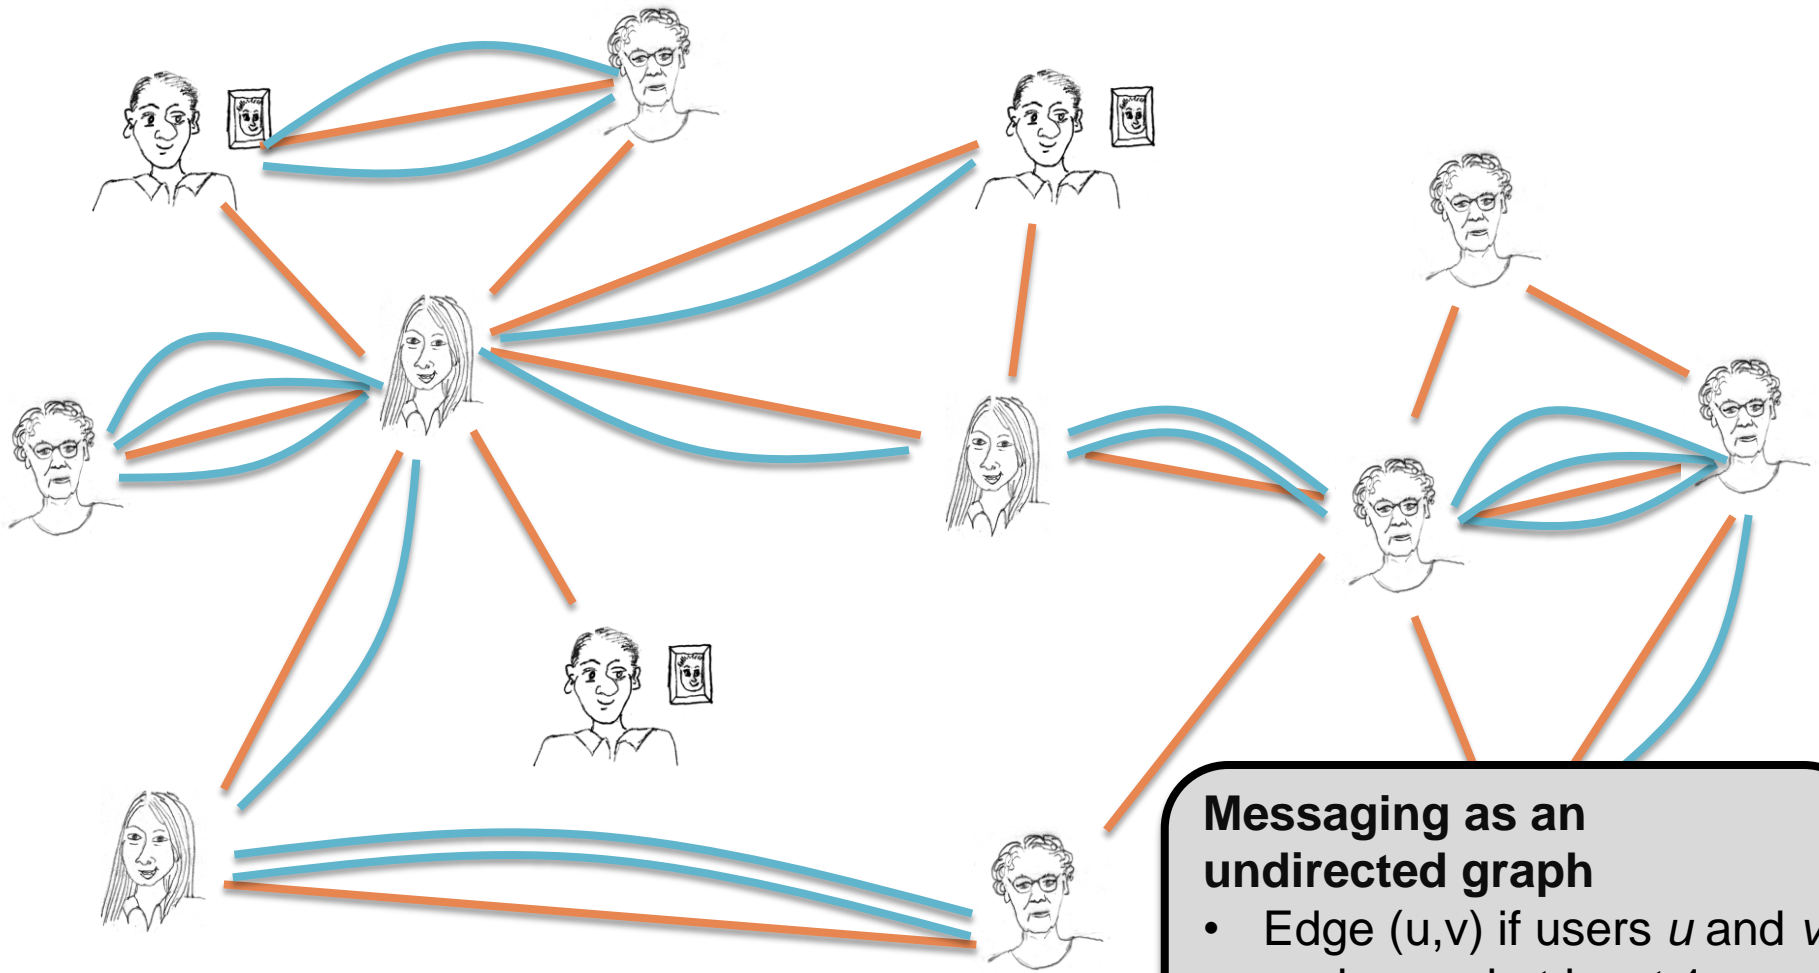 Messaging as an
undirected graph
• Edge (u,v) if users u and v